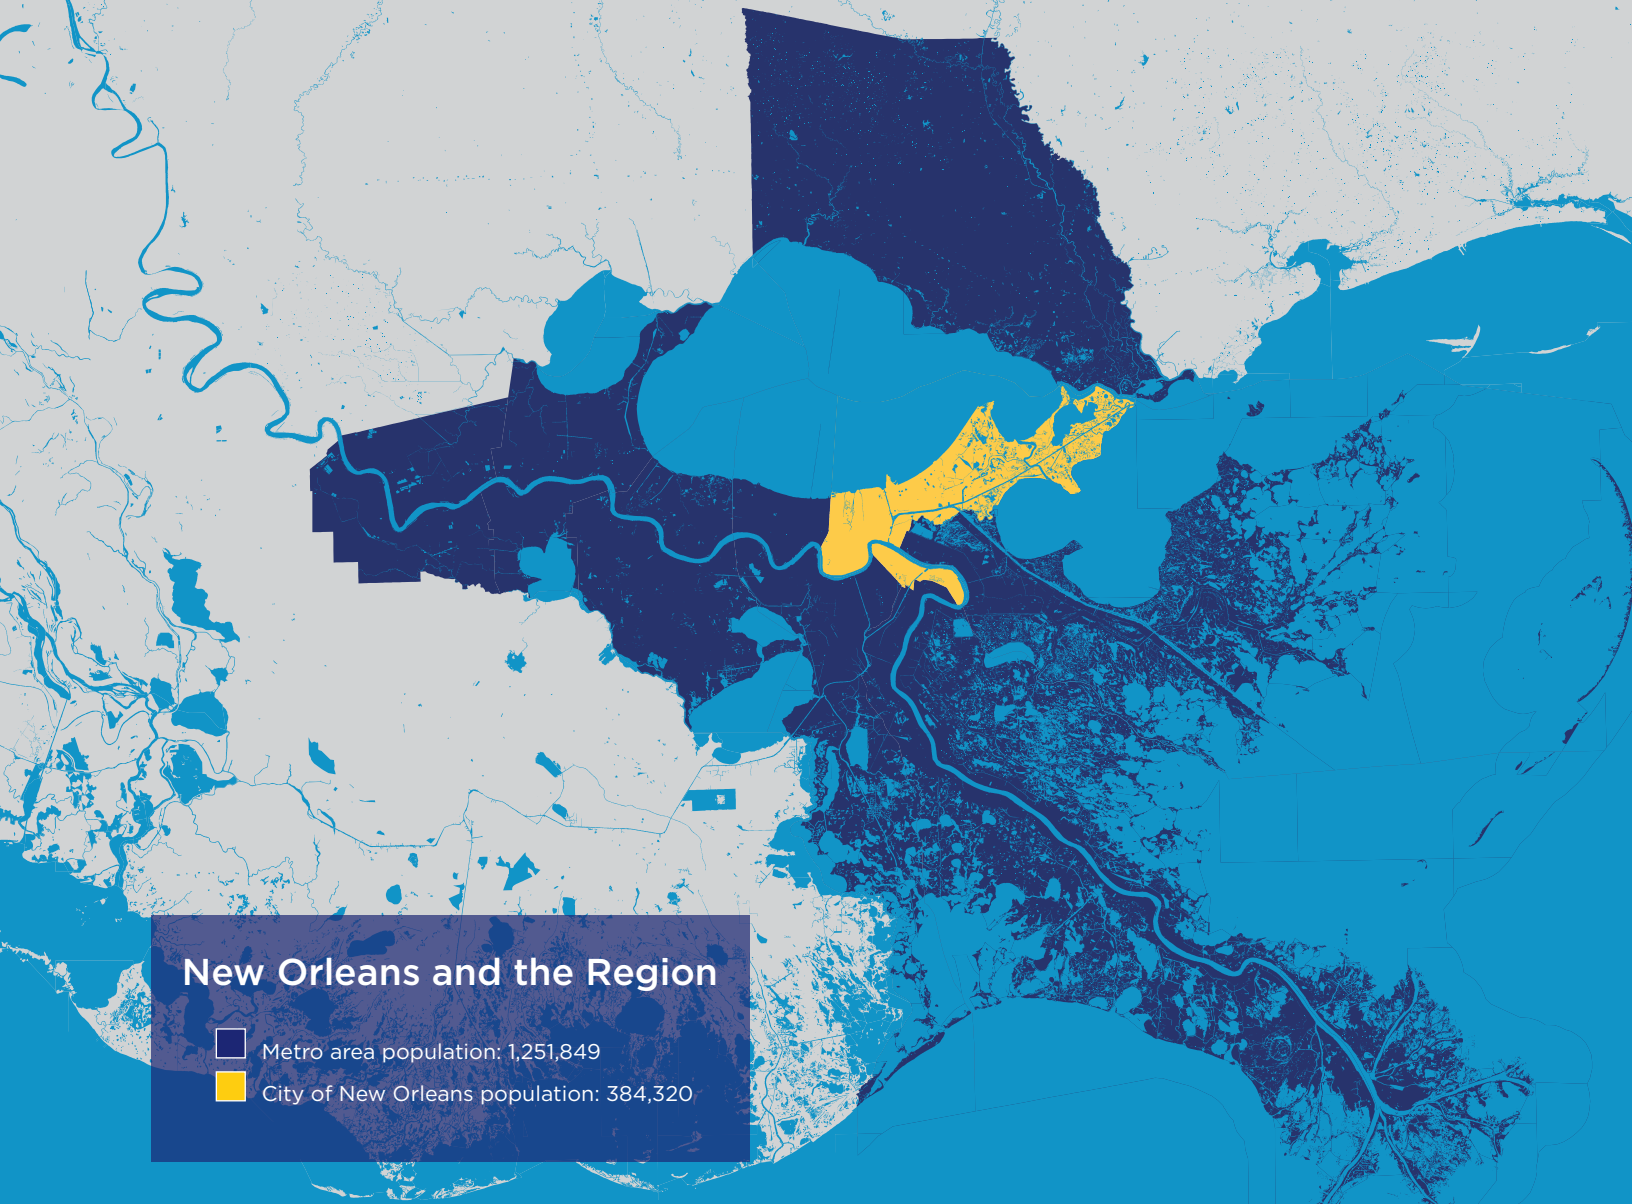 New Orleans and the Region
Metro area population: 1,251,849
City of New Orleans population: 384,320